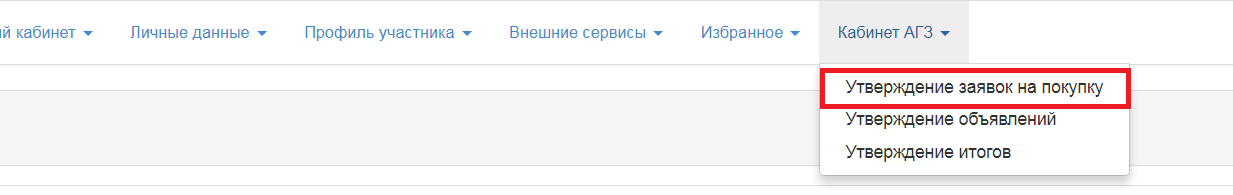 й кабинет Личные данные Профиль участника Внешние сервисы Избранное Кабинет АГЗ
Утверждение заявок на покупку
Утверждение объявлений
Утверждение итогов